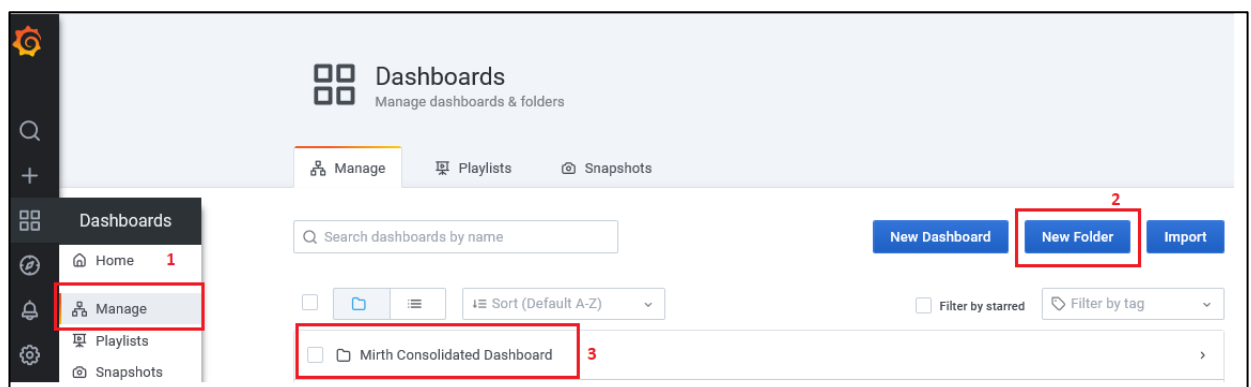 Dashboards
Manage dashboards & folders
Manage
Playlists
Snapshots
2
Dashboards
Search dashboards by name
New Dashboard
New Folder
Import
Home
1
Manage
Sort (Default A-Z)
Filter by starred
Filter by tag
Playlists
Mirth Consolidated Dashboard
3
Snapshots